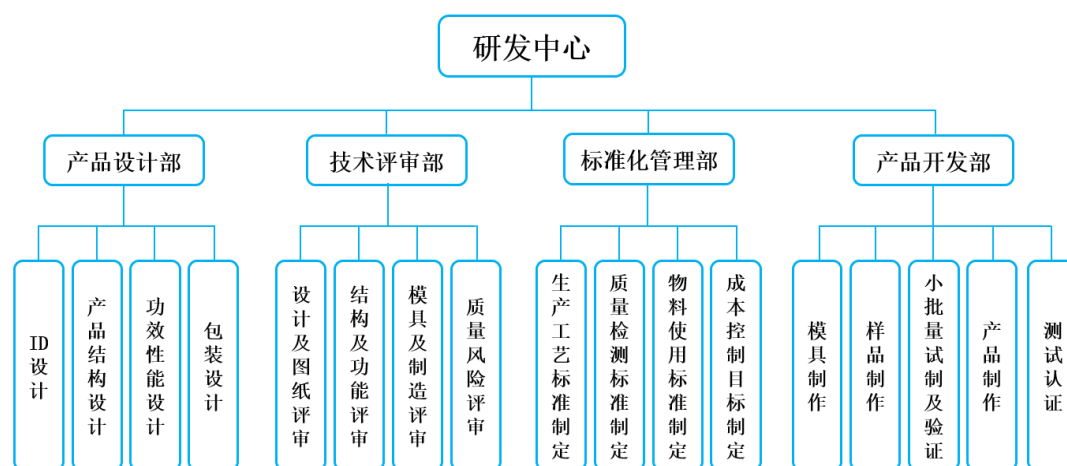 研发中心
产品设计部
技术评审部
标准化管理部
产品开发部
ID设计
产品结构设计
功效性能设计
包装设计
设计及图纸评审
结构及功能评审
模具及制造评审
质量风险评审
生产工艺标准制定
质量检测标准制定
物料使用标准制定
成本控制目标制定
模具制作
样品制作
小批量试制及验证
产品制作
测试认证